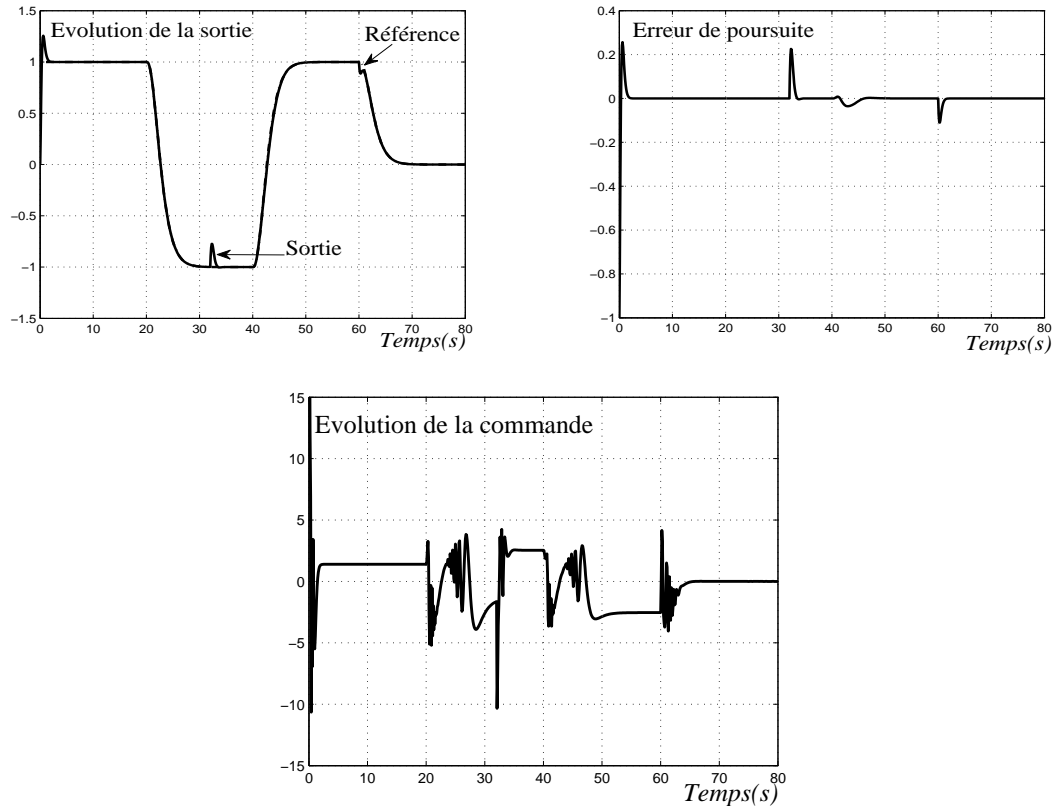 Evolution de la sortie
Référence
Sortie
1.5
1
0.5
0
−0.5
−1
−1.5
0 10 20 30 40 50 60 70 80
Temps(s)
Erreur de poursuite
0.4
0.2
0
−0.2
−0.4
−0.6
−0.8
−1
0 10 20 30 40 50 60 70 80
Temps(s)
Evolution de la commande
15
10
5
0
−5
−10
−15
0 10 20 30 40 50 60 70 80
Temps(s)